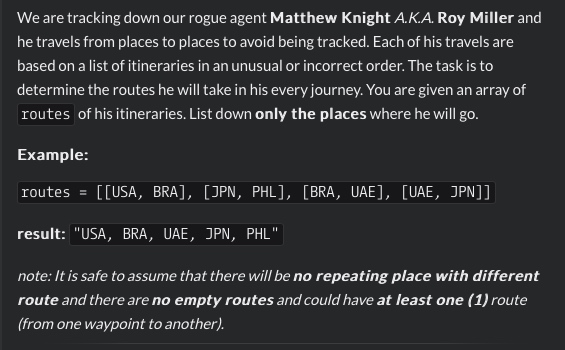 We are tracking down our rogue agent Matthew Knight A.K.A. Roy Miller and
he travels from places to places to avoid being tracked. Each of his travels are
based on a list of itineraries in an unusual or incorrect order. The task is to
determine the routes he will take in his every journey. You are given an array of
routes of his itineraries. List down only the places where he will go.
Example:
routes = [[USA, BRA], [JPN, PHL], [BRA, UAE], [UAE, JPN]]
result: "USA, BRA, UAE, JPN, PHL"
note: It is safe to assume that there will be no repeating place with different
route and there are no empty routes and could have at least one (1) route
(from one waypoint to another).